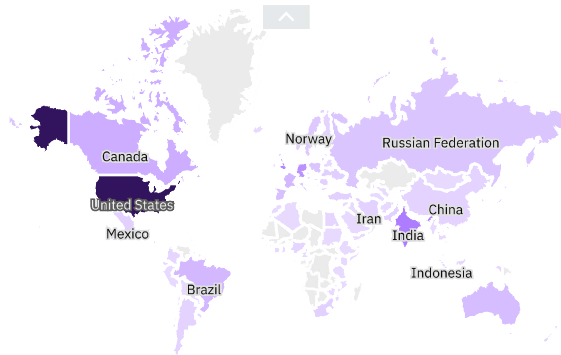 Norway
Russian Federation
Canada
United States
China
Iran
Mexico
India
Indonesia
Brazil